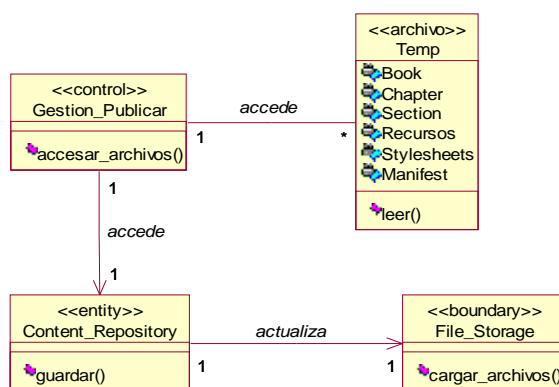 <<archivo>>
Temp
Book
Chapter
Section
Recursos
Stylesheets
Manifest
leer()
<<control>>
Gestion_Publicar
accesar_archivos()
accede
1
*
1
accede
1
<<entity>>
Content_Repository
guardar()
actualiza
1
1
<<boundary>>
File_Storage
cargar_archivos()